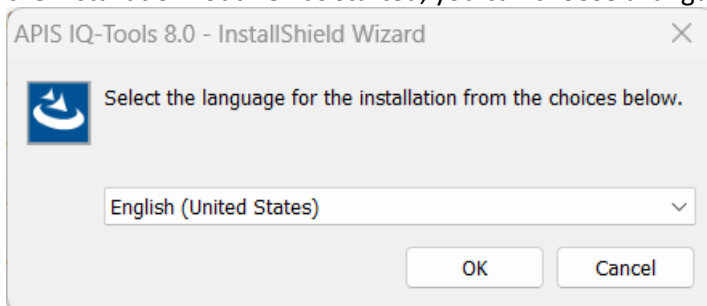 APIS IQ-Tools 8.0 - InstallShield Wizard
Select the language for the installation from the choices below.
English (United States)
OK
Cancel